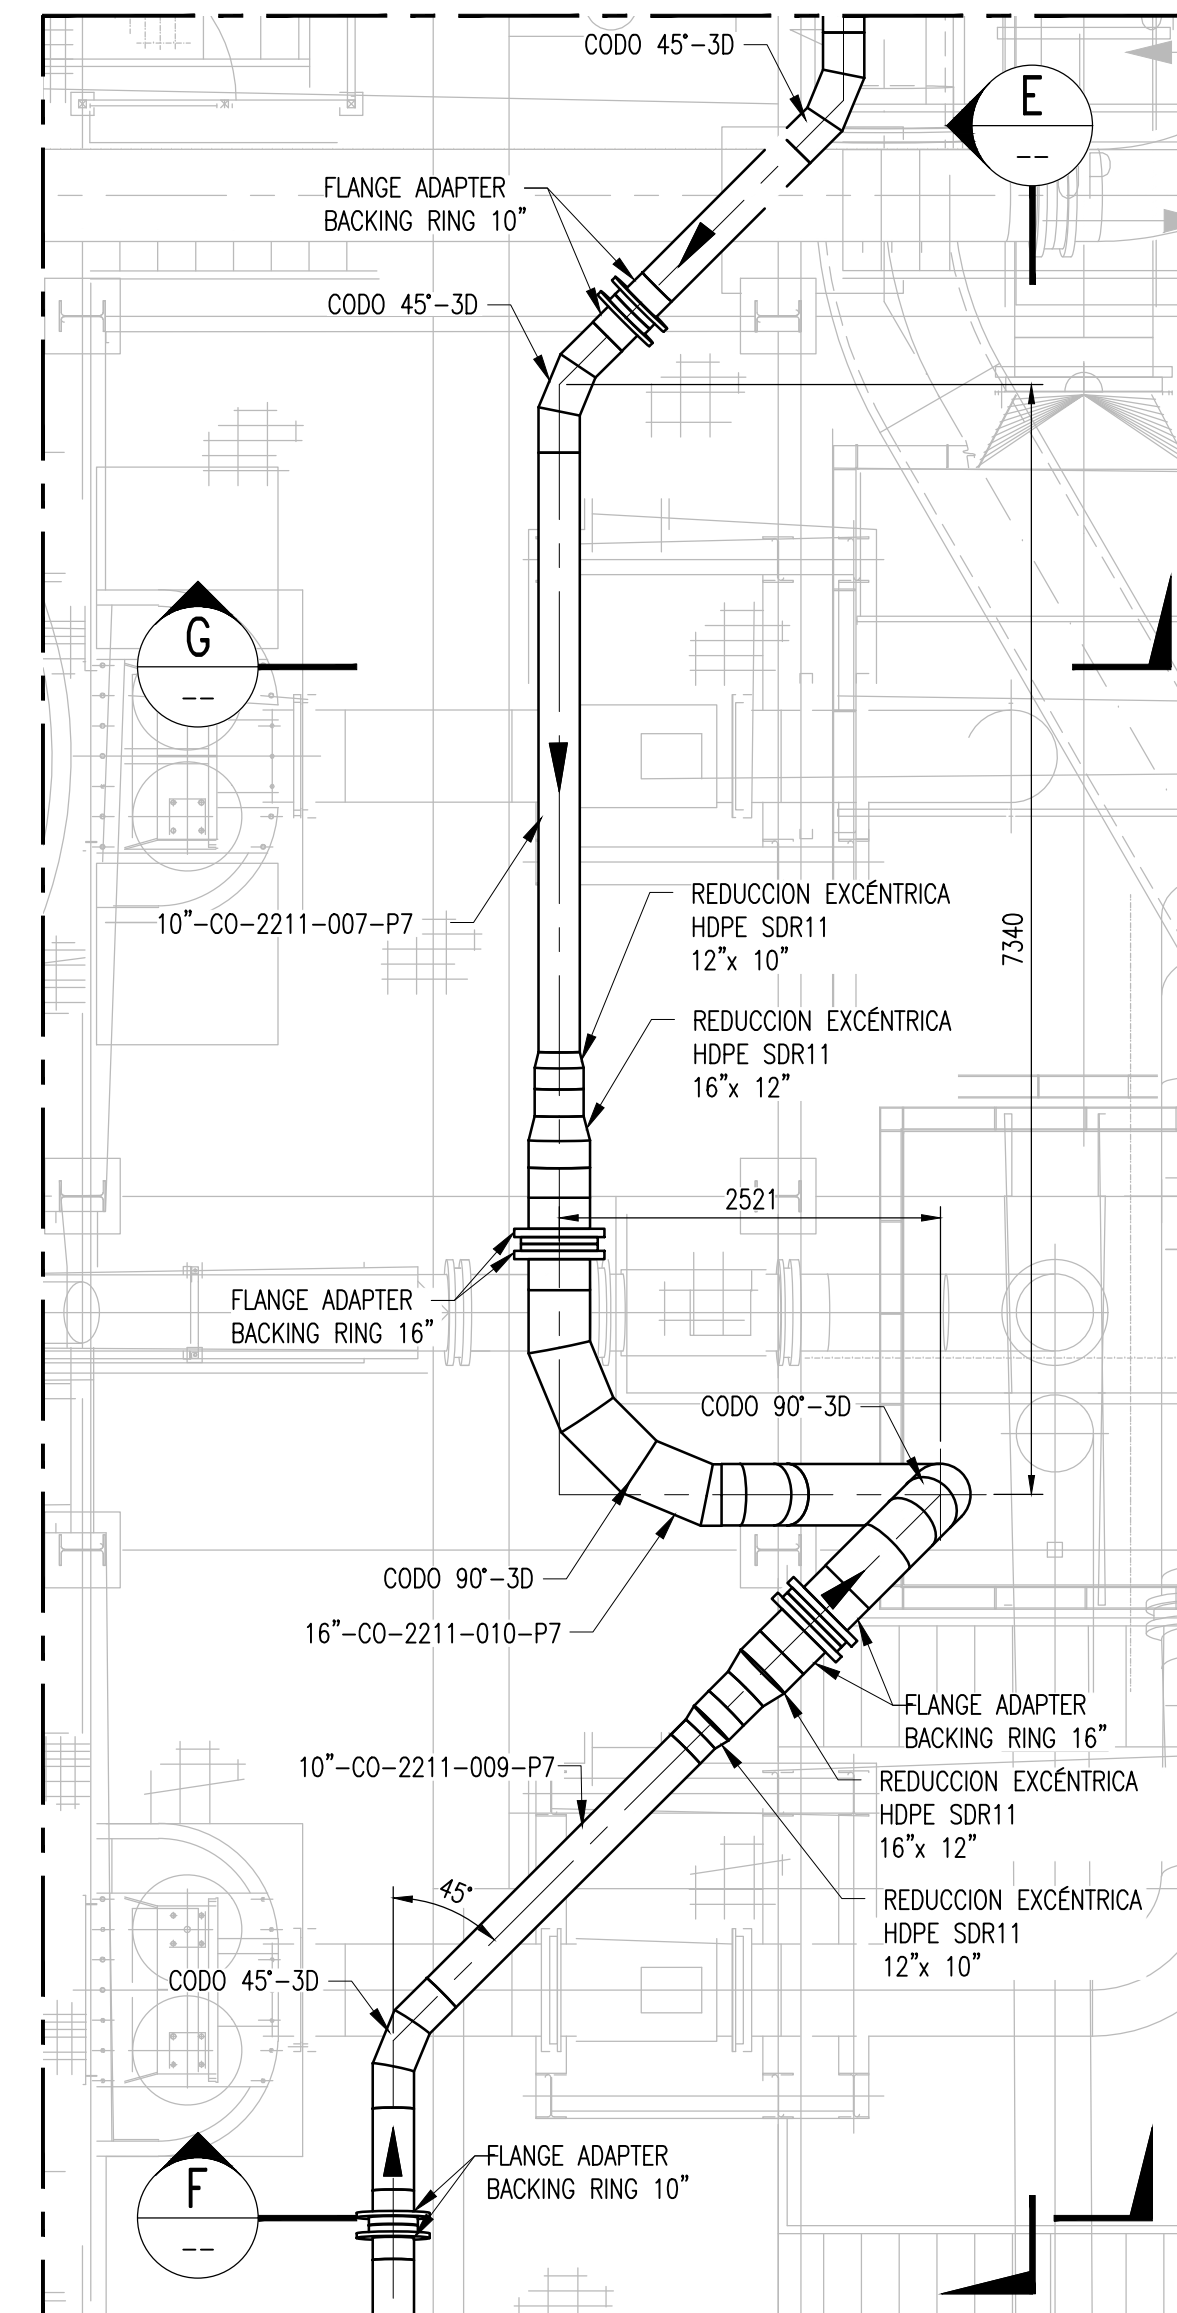 CODO 45°-3D
E
--
FLANGE ADAPTER
BACKING RING 10”
CODO 45°-3D
G
--
10”-CO-2211-007-P7
REDUCCION EXCÉNTRICA
HDPE SDR11
12”x 10”
7340
REDUCCION EXCÉNTRICA
HDPE SDR11
16”x 12”
2521
FLANGE ADAPTER
BACKING RING 16”
CODO 90°-3D
CODO 90°-3D
16”-CO-2211-010-P7
FLANGE ADAPTER
BACKING RING 16”
10”-CO-2211-009-P7
REDUCCION EXCÉNTRICA
HDPE SDR11
16”x 12”
45°
REDUCCION EXCÉNTRICA
HDPE SDR11
12”x 10”
CODO 45°-3D
FLANGE ADAPTER
BACKING RING 10”
F
--